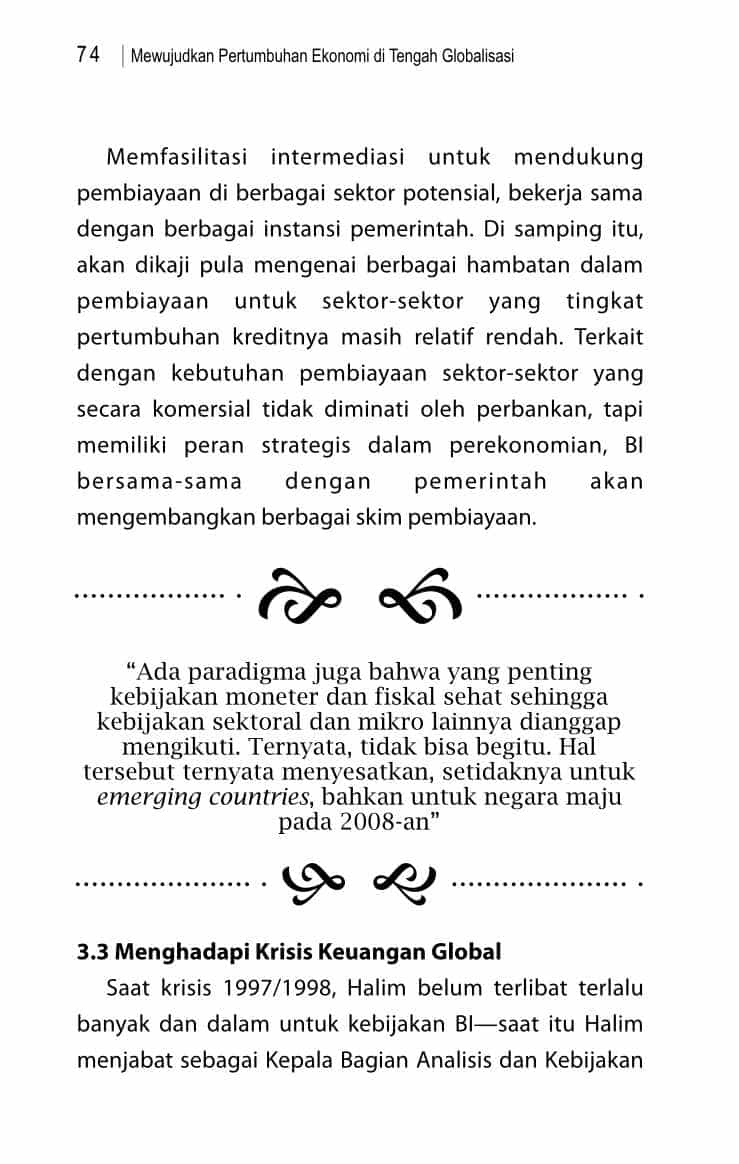 74 Mewujudkan Pertumbuhan Ekonomi di Tengah Globalisasi
Memfasilitasi intermediasi untuk mendukung
pembiayaan di berbagai sektor potensial, bekerja sama
dengan berbagai instansi pemerintah. Di samping itu,
akan dikaji pula mengenai berbagai hambatan dalam
pembiayaan untuk sektor-sektor yang tingkat
pertumbuhan kreditnya masih relatif rendah. Terkait
dengan kebutuhan pembiayaan sektor-sektor yang
secara komersial tidak diminati oleh perbankan, tapi
memiliki peran strategis dalam perekonomian, BI
bersama-sama dengan pemerintah akan
mengembangkan berbagai skim pembiayaan.
“Ada paradigma juga bahwa yang penting
kebijakan moneter dan fiskal sehat sehingga
kebijakan sektoral dan mikro lainnya dianggap
mengikuti. Ternyata, tidak bisa begitu. Hal
tersebut ternyata menyesatkan, setidaknya untuk
emerging countries, bahkan untuk negara maju
pada 2008-an”
3.3 Menghadapi Krisis Keuangan Global
Saat krisis 1997/1998, Halim belum terlibat terlalu
banyak dan dalam untuk kebijakan BI—saat itu Halim
menjabat sebagai Kepala Bagian Analisis dan Kebijakan